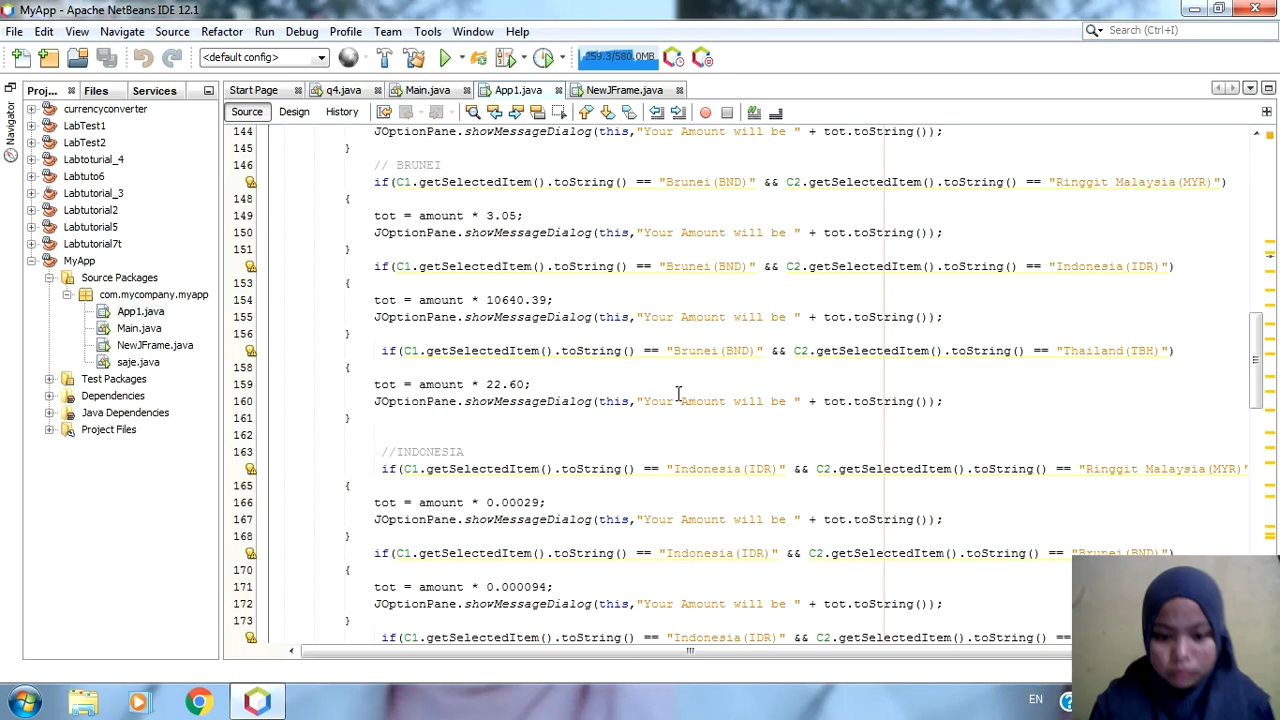 MyApp - Apache NetBeans IDE 12.1
File Edit View Navigate Source Refactor Run Debug Profile Team Tools Window Help
Search (Ctrl+I)
<default config>
259.3/580.0MB
Proj... Files Services
Start Page q4.java Main.java App1.java NewJFrame.java
Navigator
Source Design History
currencyconverter
LabTest1
LabTest2
Labtoturial_4
Labtuto6
Labtutorial_3
Labtutorial2
Labtutorial5
Labtutorial7t
MyApp
Source Packages
com.mycompany.myapp
App1.java
Main.java
NewJFrame.java
saje.java
Test Packages
Dependencies
Java Dependencies
Project Files
144 JOptionPane.showMessageDialog(this,"Your Amount will be " + tot.toString());
145 }
146 // BRUNEI
if(C1.getSelectedItem().toString() == "Brunei(BND)" && C2.getSelectedItem().toString() == "Ringgit Malaysia(MYR)")
148 {
149 tot = amount * 3.05;
150 JOptionPane.showMessageDialog(this,"Your Amount will be " + tot.toString());
151 }
if(C1.getSelectedItem().toString() == "Brunei(BND)" && C2.getSelectedItem().toString() == "Indonesia(IDR)")
153 {
154 tot = amount * 10640.39;
155 JOptionPane.showMessageDialog(this,"Your Amount will be " + tot.toString());
156 }
if(C1.getSelectedItem().toString() == "Brunei(BND)" && C2.getSelectedItem().toString() == "Thailand(TBH)")
158 {
159 tot = amount * 22.60;
160 JOptionPane.showMessageDialog(this,"Your Amount will be " + tot.toString());
161 }
162
163 //INDONESIA
if(C1.getSelectedItem().toString() == "Indonesia(IDR)" && C2.getSelectedItem().toString() == "Ringgit Malaysia(MYR)"
165 {
166 tot = amount * 0.00029;
167 JOptionPane.showMessageDialog(this,"Your Amount will be " + tot.toString());
168 }
if(C1.getSelectedItem().toString() == "Indonesia(IDR)" && C2.getSelectedItem().toString() == "Brunei(BND)")
170 {
171 tot = amount * 0.000094;
172 JOptionPane.showMessageDialog(this,"Your Amount will be " + tot.toString());
173 }
if(C1.getSelectedItem().toString() == "Indonesia(IDR)" && C2.getSelectedItem().toString() ==
EN